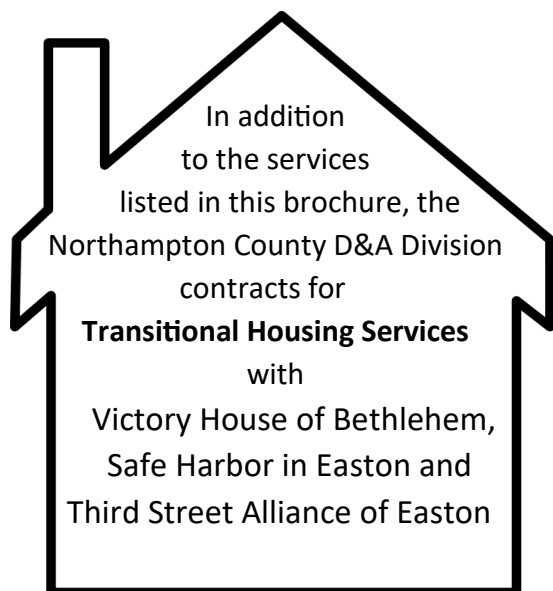 In addition
to the services
listed in this brochure, the
Northampton County D&A Division
contracts for
Transitional Housing Services
with
Victory House of Bethlehem,
Safe Harbor in Easton and
Third Street Alliance of Easton